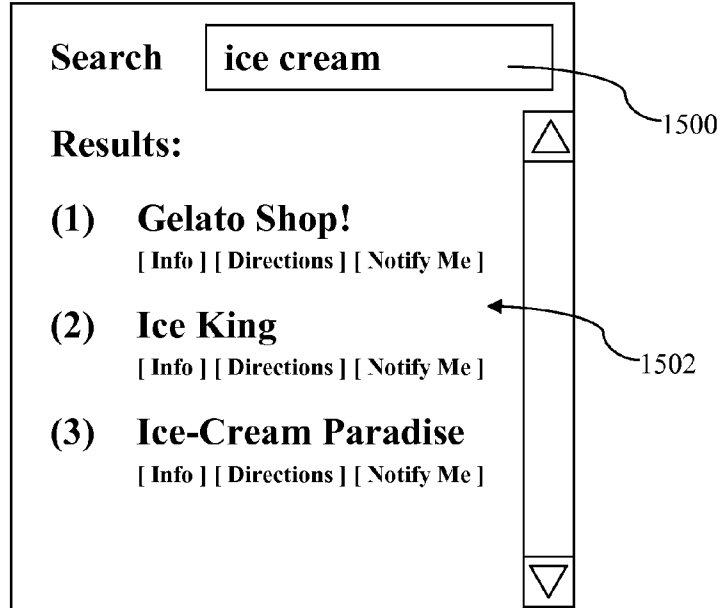 Search ice cream
1500
Results:
(1) Gelato Shop!
[ Info ] [ Directions ] [ Notify Me ]
(2) Ice King
[ Info ] [ Directions ] [ Notify Me ]
1502
(3) Ice-Cream Paradise
[ Info ] [ Directions ] [ Notify Me ]